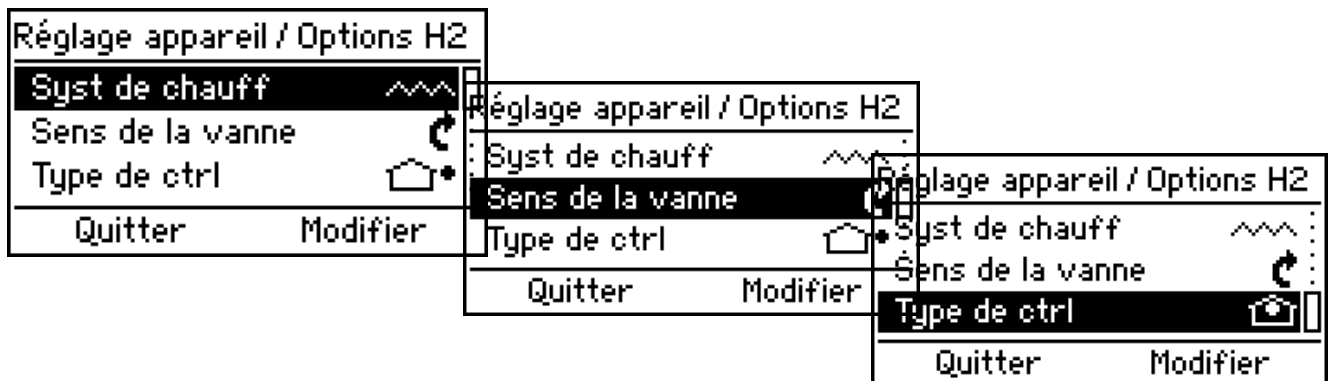 Réglage appareil / Options H2
Syst de chauff
Sens de la vanne
Type de ctrl
Quitter Modifier
Réglage appareil / Options H2
Syst de chauff
Sens de la vanne
Type de ctrl
Quitter Modifier
Réglage appareil / Options H2
Syst de chauff
Sens de la vanne
Type de ctrl
Quitter Modifier